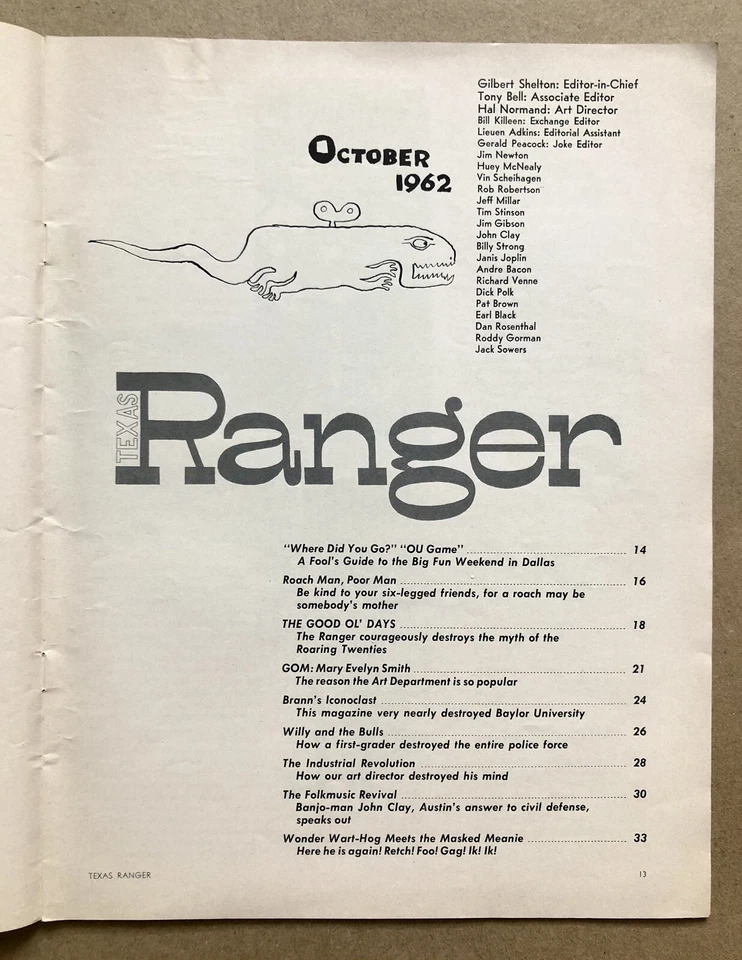 Gilbert Shelton: Editor-in-Chief
Tony Bell: Associate Editor
Hal Normand: Art Director
Bill Killeen: Exchange Editor
Lieuen Adkins: Editorial Assistant
Gerald Peacock: Joke Editor
Jim Newton
Huey McNealy
Vin Scheihagen
Rob Robertson
Jeff Millar
Tim Stinson
Jim Gibson
John Clay
Billy Strong
Janis Joplin
Andre Bacon
Richard Venne
Dick Polk
Pat Brown
Earl Black
Dan Rosenthal
Roddy Gorman
Jack Sowers
OCTOBER
1962
TEXAS
Ranger
"Where Did You Go?" "OU Game" 14
A Fool's Guide to the Big Fun Weekend in Dallas
Roach Man, Poor Man 16
Be kind to your six-legged friends, for a roach may be
somebody's mother
THE GOOD OL' DAYS 18
The Ranger courageously destroys the myth of the
Roaring Twenties
GOM: Mary Evelyn Smith 21
The reason the Art Department is so popular
Brann's Iconoclast 24
This magazine very nearly destroyed Baylor University
Willy and the Bulls 26
How a first-grader destroyed the entire police force
The Industrial Revolution 28
How our art director destroyed his mind
The Folkmusic Revival 30
Banjo-man John Clay, Austin's answer to civil defense,
speaks out
Wonder Wart-Hog Meets the Masked Meanie 33
Here he is again! Retch! Foo! Gag! Ik! Ik!
TEXAS RANGER
13